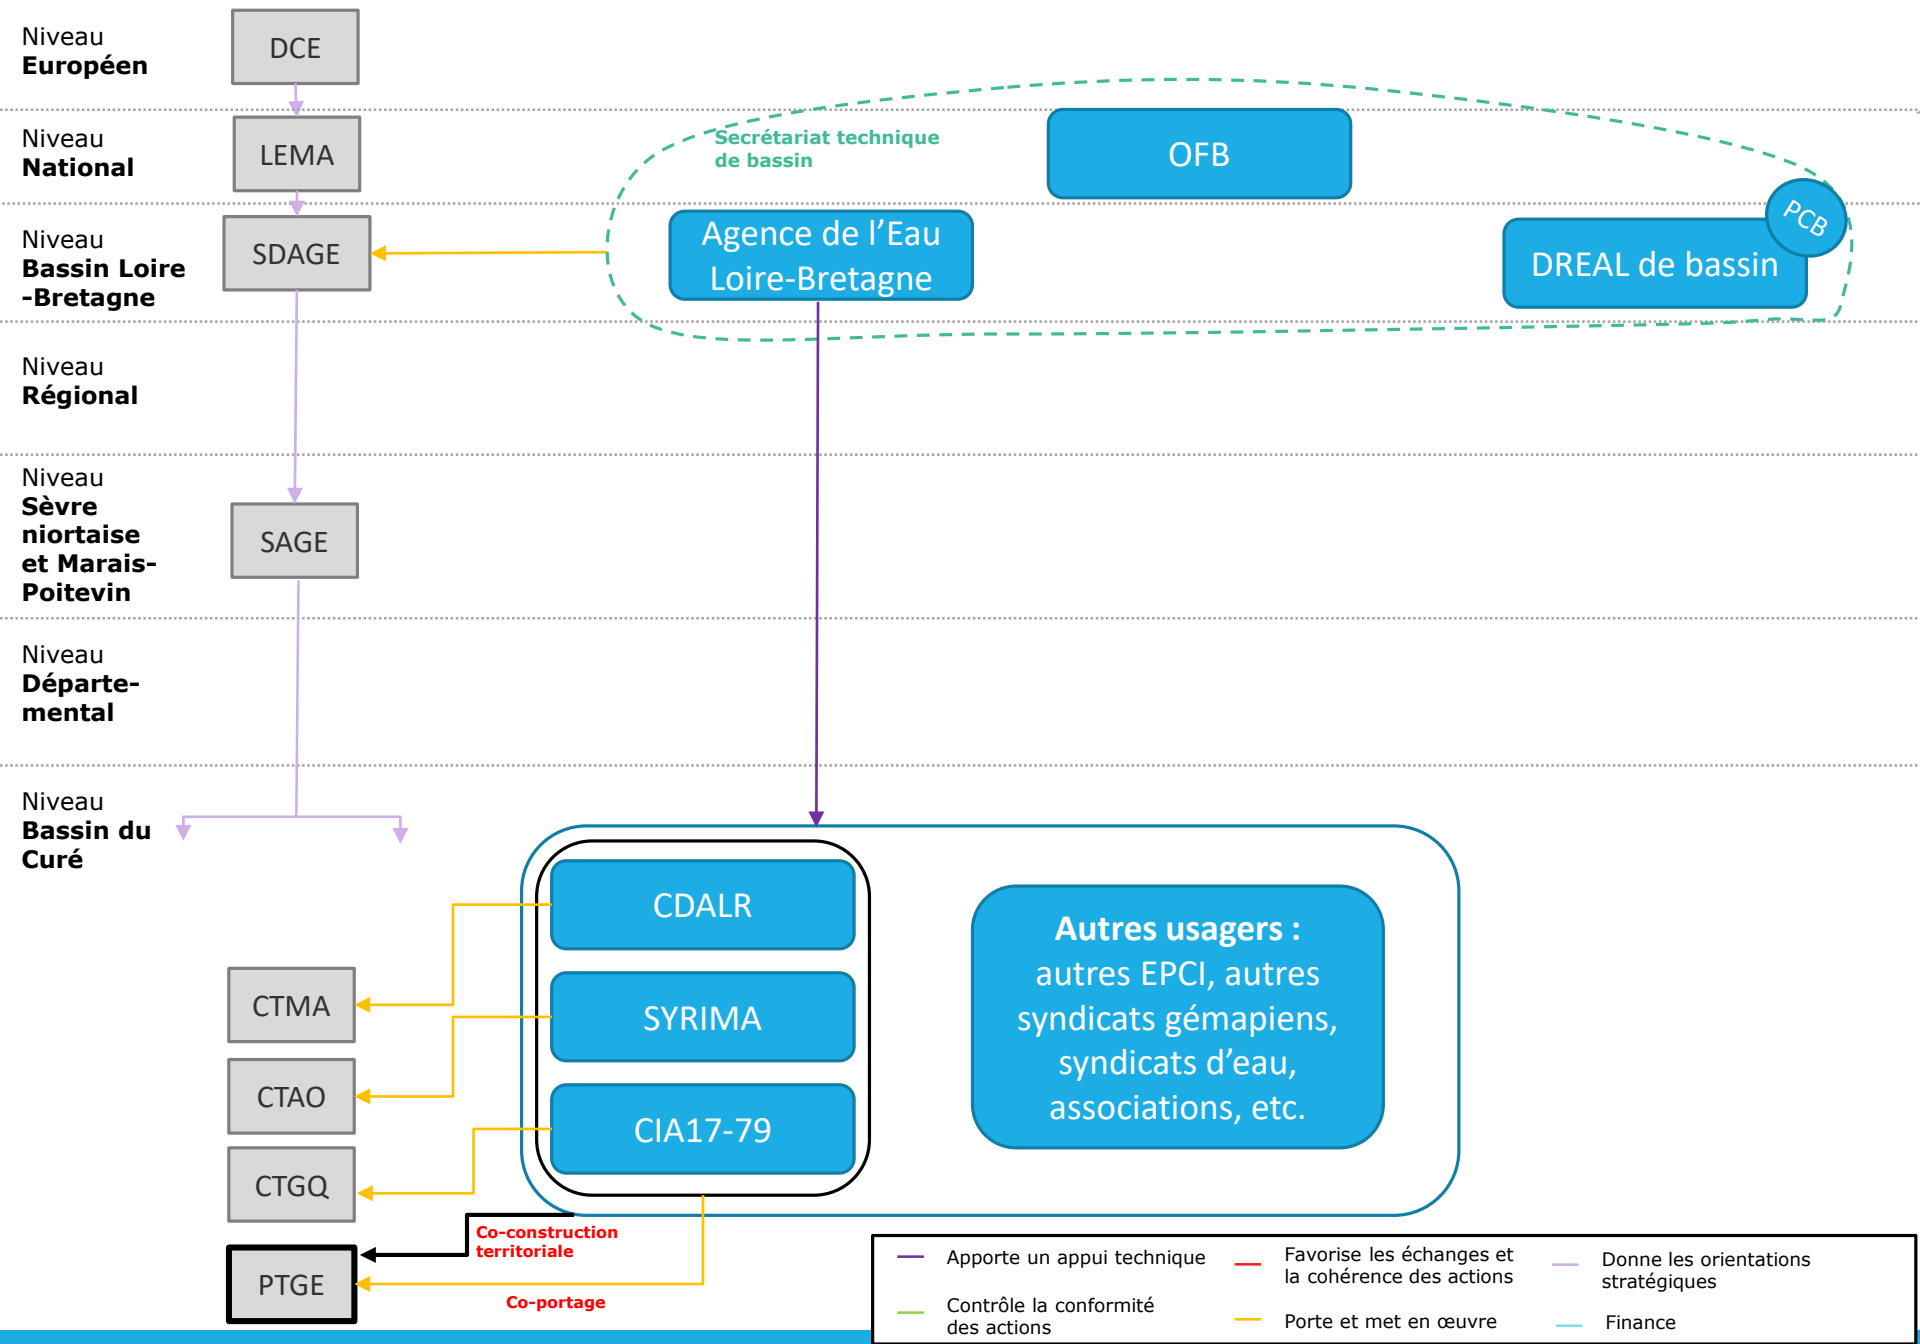 Niveau
Européen
DCE
Niveau
National
LEMA
Secrétariat technique
de bassin
OFB
Niveau
Bassin Loire
-Bretagne
SDAGE
Agence de l'Eau
Loire-Bretagne
DREAL de bassin
PCB
Niveau
Régional
Niveau
Sèvre
niortaise
et Marais-
Poitevin
SAGE
Niveau
Départe-
mental
Niveau
Bassin du
Curé
CDALR
SYRIMA
CIA17-79
Autres usagers :
autres EPCI, autres
syndicats gémapiens,
syndicats d'eau,
associations, etc.
CTMA
CTAO
CTGQ
PTGE
Co-construction
territoriale
Co-portage
Apporte un appui technique
Favorise les échanges et
la cohérence des actions
Donne les orientations
stratégiques
Contrôle la conformité
des actions
Porte et met en œuvre
Finance